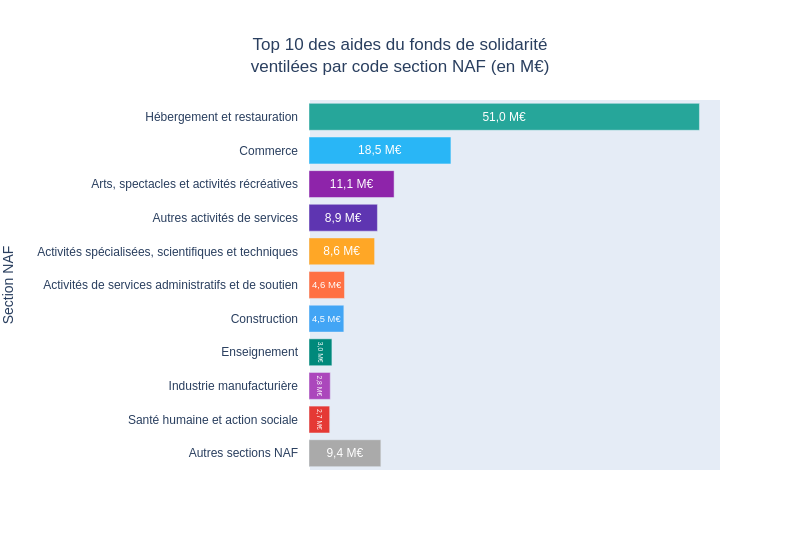 Top 10 des aides du fonds de solidarité
ventilées par code section NAF (en M€)
Section NAF
Hébergement et restauration 51,0 M€
Commerce 18,5 M€
Arts, spectacles et activités récréatives 11,1 M€
Autres activités de services 8,9 M€
Activités spécialisées, scientifiques et techniques 8,6 M€
Activités de services administratifs et de soutien 4,6 M€
Construction 4,5 M€
Enseignement 3,0 M€
Industrie manufacturière 2,8 M€
Santé humaine et action sociale 2,7 M€
Autres sections NAF 9,4 M€